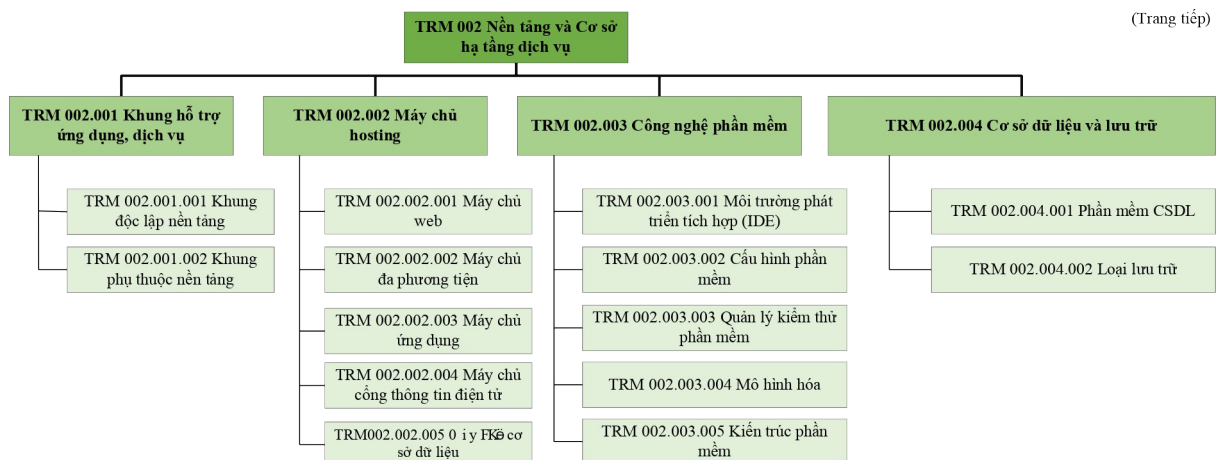 (Trang tiếp)
TRM 002 Nền tảng và Cơ sở
hạ tầng dịch vụ
TRM 002.001 Khung hỗ trợ
ứng dụng, dịch vụ
TRM 002.001.001 Khung
độc lập nền tảng
TRM 002.001.002 Khung
phụ thuộc nền tảng
TRM 002.002 Máy chủ
hosting
TRM 002.002.001 Máy chủ
web
TRM 002.002.002 Máy chủ
đa phương tiện
TRM 002.002.003 Máy chủ
ứng dụng
TRM 002.002.004 Máy chủ
cổng thông tin điện tử
TRM002.002.005 cơ
sở dữ liệu
TRM 002.003 Công nghệ phần mềm
TRM 002.003.001 Môi trường phát
triển tích hợp (IDE)
TRM 002.003.002 Cấu hình phần
mềm
TRM 002.003.003 Quản lý kiểm thử
phần mềm
TRM 002.003.004 Mô hình hóa
TRM 002.003.005 Kiến trúc phần
mềm
TRM 002.004 Cơ sở dữ liệu và lưu trữ
TRM 002.004.001 Phần mềm CSDL
TRM 002.004.002 Loại lưu trữ